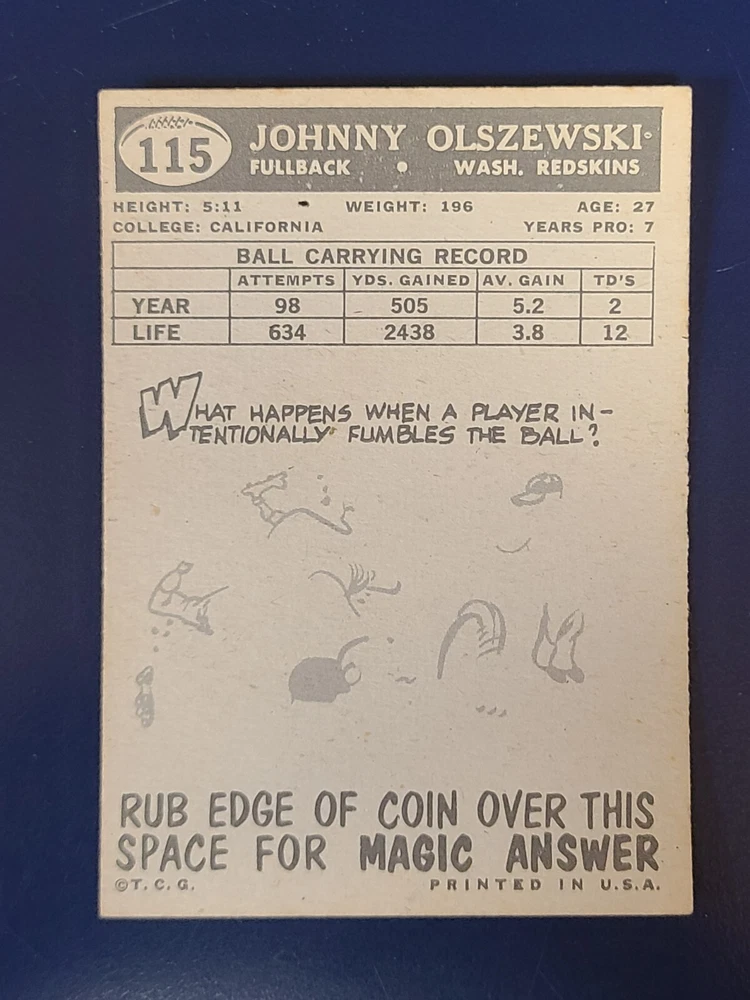 115
JOHNNY OLSZEWSKI
FULLBACK • WASH. REDSKINS
HEIGHT: 5:11 WEIGHT: 196 AGE: 27
COLLEGE: CALIFORNIA YEARS PRO: 7
BALL CARRYING RECORD
ATTEMPTS YDS. GAINED AV. GAIN TD'S
YEAR 98 505 5.2 2
LIFE 634 2438 3.8 12
WHAT HAPPENS WHEN A PLAYER IN-
TENTIONALLY FUMBLES THE BALL?
RUB EDGE OF COIN OVER THIS
SPACE FOR MAGIC ANSWER
©T.C.G. PRINTED IN U.S.A.